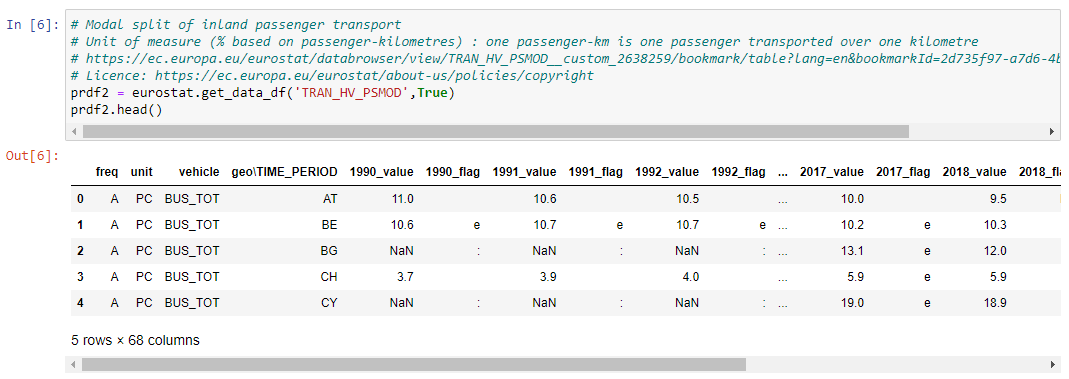 In [6]:
# Modal split of inland passenger transport
# Unit of measure (% based on passenger-kilometres) : one passenger-km is one passenger transported over one kilometre
# https://ec.europa.eu/eurostat/databrowser/view/TRAN_HV_PSMOD__custom_2638259/bookmark/table?lang=en&bookmarkId=2d735f97-a7d6-4b
# Licence: https://ec.europa.eu/eurostat/about-us/policies/copyright
prdf2 = eurostat.get_data_df('TRAN_HV_PSMOD',True)
prdf2.head()
Out[6]:
freq unit vehicle geo\TIME_PERIOD 1990_value 1990_flag 1991_value 1991_flag 1992_value 1992_flag ... 2017_value 2017_flag 2018_value 2018_fla
0 A PC BUS_TOT AT 11.0 10.6 10.5 ... 10.0 9.5
1 A PC BUS_TOT BE 10.6 e 10.7 e 10.7 e ... 10.2 e 10.3
2 A PC BUS_TOT BG NaN : NaN : NaN : ... 13.1 e 12.0
3 A PC BUS_TOT CH 3.7 3.9 4.0 ... 5.9 e 5.9
4 A PC BUS_TOT CY NaN : NaN : NaN : ... 19.0 e 18.9
5 rows × 68 columns